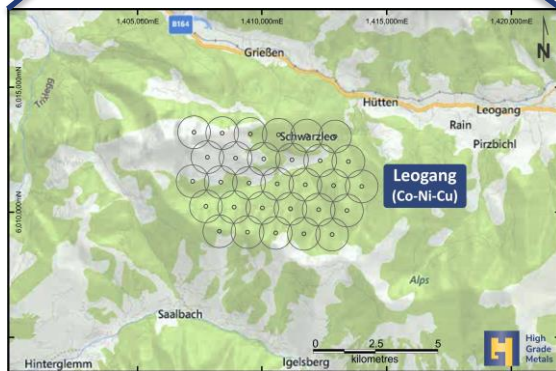 1,405,000mE
1,410,000mE
1,415,000mE
1,420,000mE
B164
N
Grießen
Trixlegg
6,015,000mN
Hütten
Leogang
Rain
Schwarzleo
Pirzbichl
Leogang
(Co-Ni-Cu)
6,010,000mN
Alps
Saalbach
0 2.5 5
kilometres
High
Grade
Metals
Hinterglemm
Igelsberg